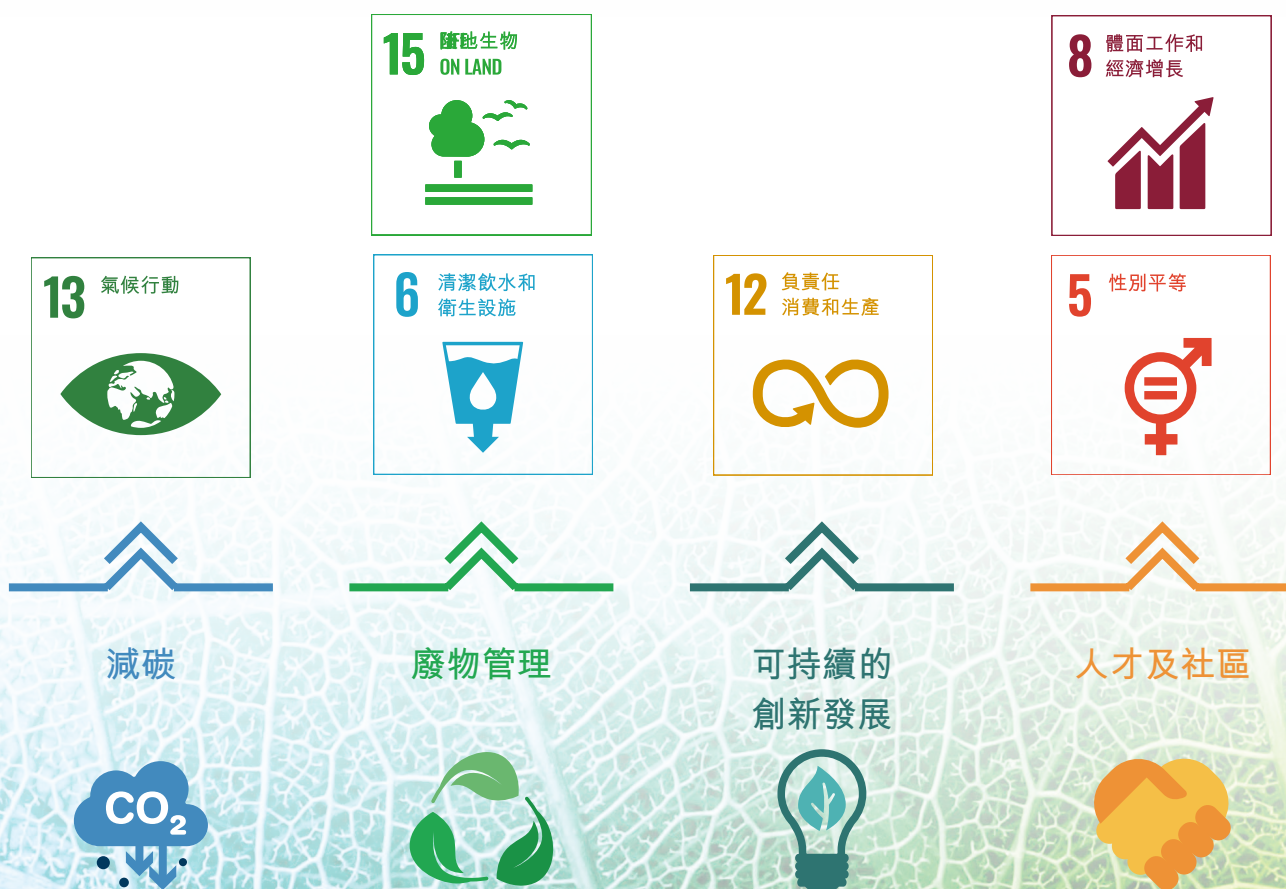 15
陸地生物
ON LAND
8
體面工作和
經濟增長
13
氣候行動
6
清潔飲水和
衛生設施
12
負責任
消費和生產
5
性別平等
減碳
廢物管理
可持續的
創新發展
人才及社區
CO₂